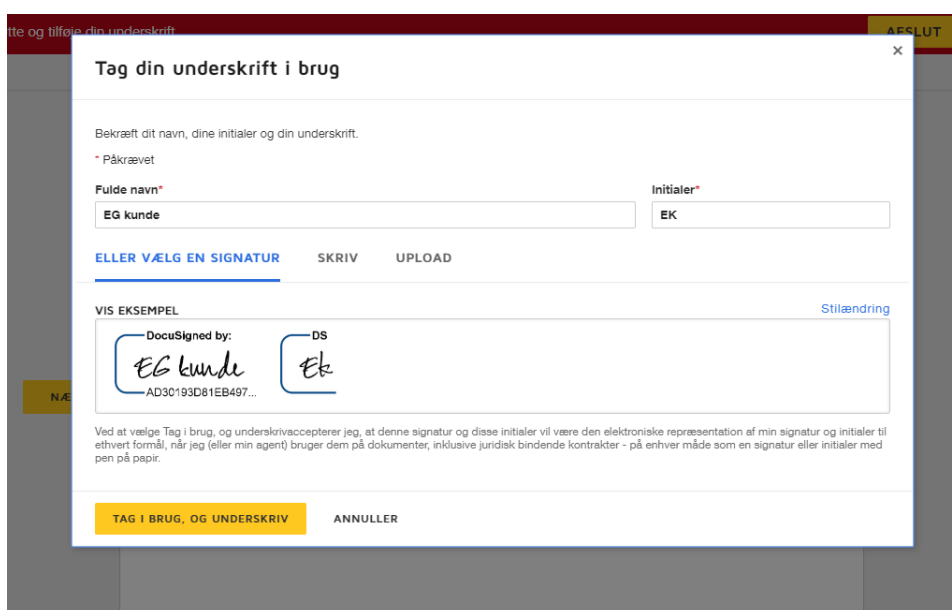 tte og tilføje din underskrift
AFSLUT
Tag din underskrift i brug
×
Bekræft dit navn, dine initialer og din underskrift.
* Påkrævet
Fulde navn*
Initialer*
EG kunde
EK
ELLER VÆLG EN SIGNATUR
SKRIV
UPLOAD
VIS EKSEMPEL
Stilændring
DocuSigned by:
DS
EG kunde
Ek
AD30193D81EB497...
NÆ
Ved at vælge Tag i brug, og underskrivaccepterer jeg, at denne signatur og disse initialer vil være den elektroniske repræsentation af min signatur og initialer til
ethvert formål, når jeg (eller min agent) bruger dem på dokumenter, inklusive juridisk bindende kontrakter - på enhver måde som en signatur eller initialer med
pen på papir.
TAG I BRUG, OG UNDERSKRIV
ANNULLER